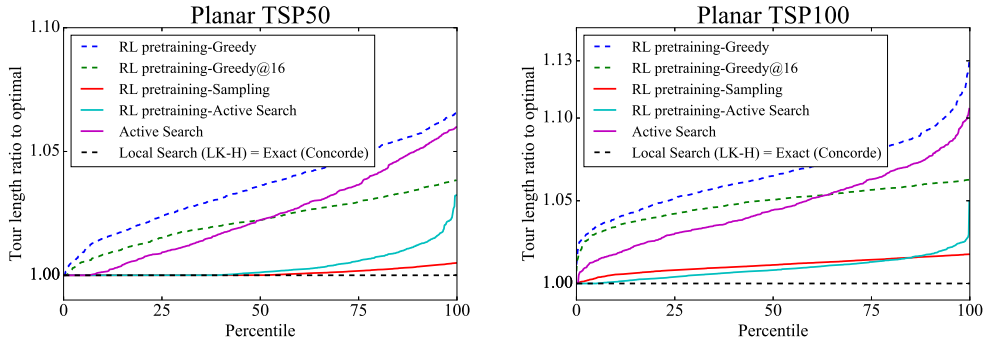 Planar TSP50
Tour length ratio to optimal
1.10
1.05
1.00
RL pretraining-Greedy
RL pretraining-Greedy@16
RL pretraining-Sampling
RL pretraining-Active Search
Active Search
Local Search (LK-H) = Exact (Concorde)
0 25 50 75 100
Percentile
Planar TSP100
Tour length ratio to optimal
1.13
1.10
1.05
1.00
RL pretraining-Greedy
RL pretraining-Greedy@16
RL pretraining-Sampling
RL pretraining-Active Search
Active Search
Local Search (LK-H) = Exact (Concorde)
0 25 50 75 100
Percentile